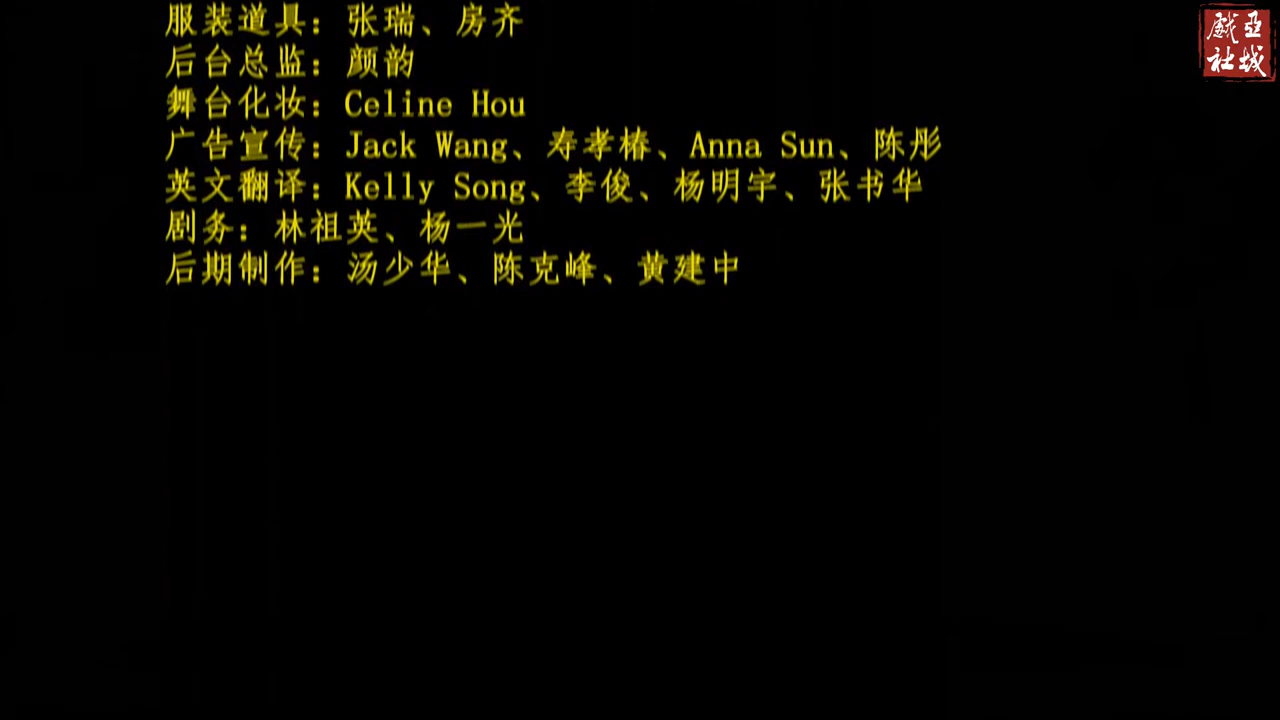 服装道具：张瑞、房齐
后台总监：颜韵
舞台化妆：Celine Hou
广告宣传：Jack Wang、寿孝椿、Anna Sun、陈彤
英文翻译：Kelly Song、李俊、杨明宇、张书华
剧务：林祖英、杨一光
后期制作：汤少华、陈克峰、黄建中
亞城
戲社